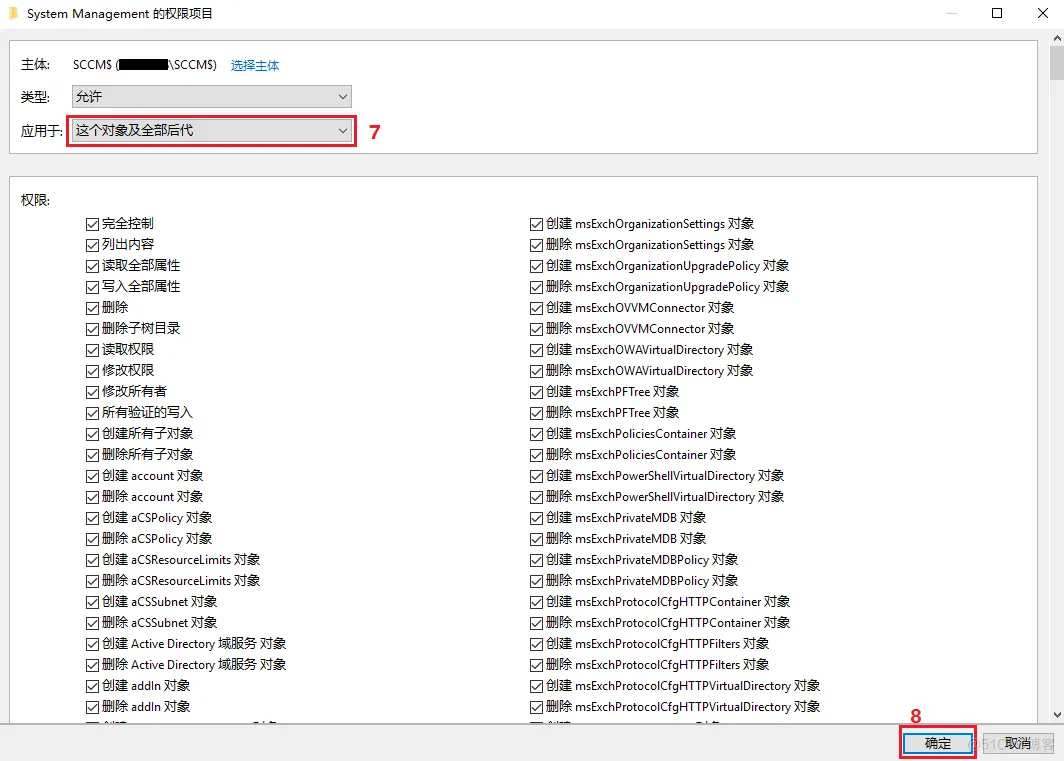 System Management 的权限项目
主体: SCCM$ (\SCCM$) 选择主体
类型: 允许
应用于: 这个对象及全部后代 7
权限:
完全控制
列出内容
读取全部属性
写入全部属性
删除
删除子树目录
读取权限
修改权限
修改所有者
所有验证的写入
创建所有子对象
删除所有子对象
创建 account 对象
删除 account 对象
创建 aCSPolicy 对象
删除 aCSPolicy 对象
创建 aCSResourceLimits 对象
删除 aCSResourceLimits 对象
创建 aCSSubnet 对象
删除 aCSSubnet 对象
创建 Active Directory 域服务 对象
删除 Active Directory 域服务 对象
创建 addIn 对象
删除 addIn 对象
创建 msExchOrganizationSettings 对象
删除 msExchOrganizationSettings 对象
创建 msExchOrganizationUpgradePolicy 对象
删除 msExchOrganizationUpgradePolicy 对象
创建 msExchOVVMConnector 对象
删除 msExchOVVMConnector 对象
创建 msExchOWAVirtualDirectory 对象
删除 msExchOWAVirtualDirectory 对象
创建 msExchPFTree 对象
删除 msExchPFTree 对象
创建 msExchPoliciesContainer 对象
删除 msExchPoliciesContainer 对象
创建 msExchPowerShellVirtualDirectory 对象
删除 msExchPowerShellVirtualDirectory 对象
创建 msExchPrivateMDB 对象
删除 msExchPrivateMDB 对象
创建 msExchPrivateMDBPolicy 对象
删除 msExchPrivateMDBPolicy 对象
创建 msExchProtocolCfgHTTPContainer 对象
删除 msExchProtocolCfgHTTPContainer 对象
创建 msExchProtocolCfgHTTPFilters 对象
删除 msExchProtocolCfgHTTPFilters 对象
创建 msExchProtocolCfgHTTPVirtualDirectory 对象
删除 msExchProtocolCfgHTTPVirtualDirectory 对象
8
确定 取消